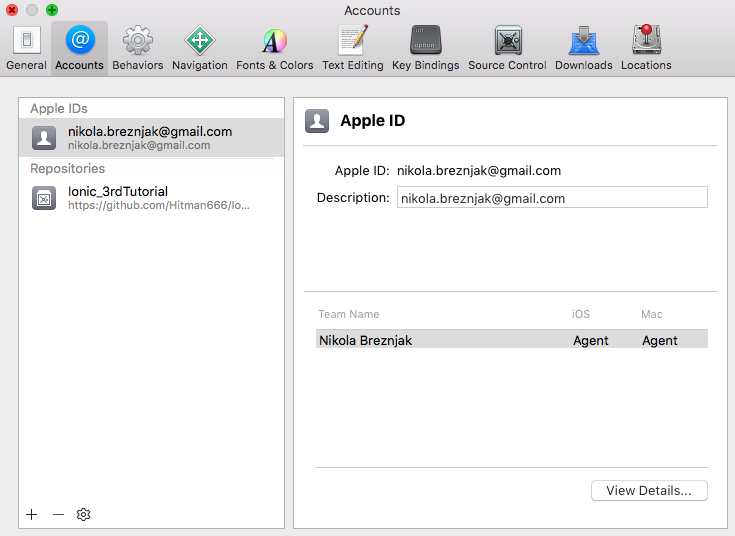 Accounts
General Accounts Behaviors Navigation Fonts & Colors Text Editing Key Bindings Source Control Downloads Locations
Apple IDs
nikola.breznjak@gmail.com
nikola.breznjak@gmail.com
Repositories
Ionic_3rdTutorial
https://github.com/Hitman666/Io...
Apple ID
Apple ID: nikola.breznjak@gmail.com
Description: nikola.breznjak@gmail.com
Team Name iOS Mac
Nikola Breznjak Agent Agent
View Details...